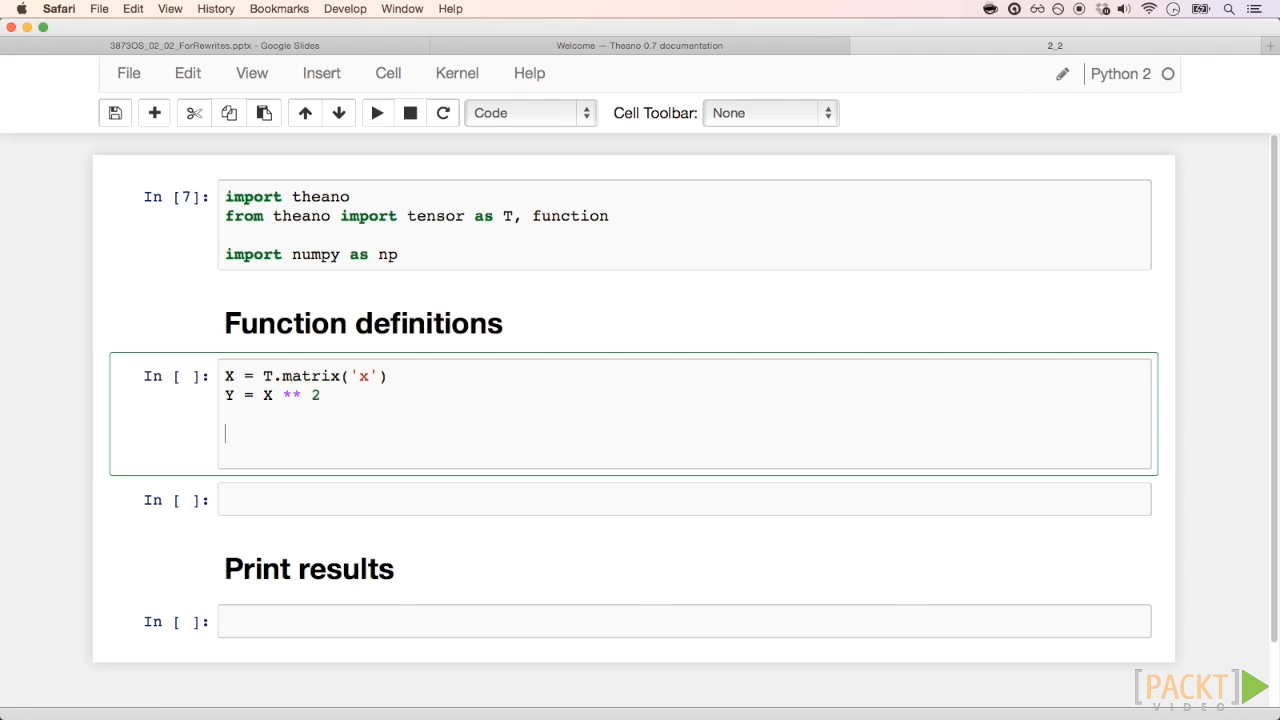 Safari File Edit View History Bookmarks Develop Window Help
3873OS_02_02_ForRewrites.pptx - Google Slides Welcome — Theano 0.7 documentation 2_2
File Edit View Insert Cell Kernel Help Python 2
Code Cell Toolbar: None
In [7]: import theano
from theano import tensor as T, function
import numpy as np
Function definitions
In [ ]: X = T.matrix('x')
Y = X ** 2
In [ ]:
Print results
In [ ]:
[PACKT]
VIDEO